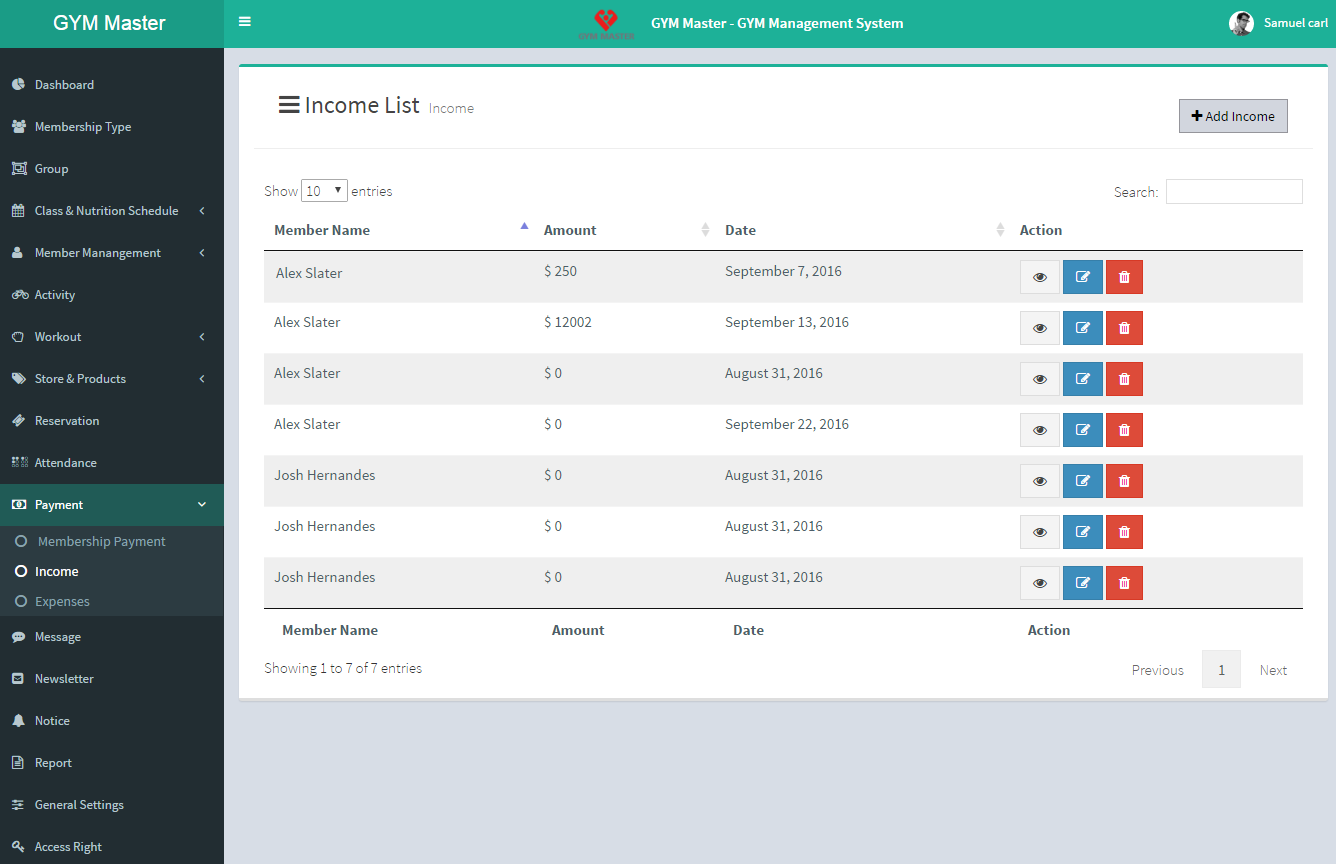 GYM Master
GYM MASTER
GYM Master - GYM Management System
Samuel carl
Dashboard
Membership Type
Group
Class & Nutrition Schedule
Member Manangement
Activity
Workout
Store & Products
Reservation
Attendance
Payment
Membership Payment
Income
Expenses
Message
Newsletter
Notice
Report
General Settings
Access Right
Income List Income
Add Income
Show 10 entries
Search:
Member Name Amount Date Action
Alex Slater $ 250 September 7, 2016
Alex Slater $ 12002 September 13, 2016
Alex Slater $ 0 August 31, 2016
Alex Slater $ 0 September 22, 2016
Josh Hernandes $ 0 August 31, 2016
Josh Hernandes $ 0 August 31, 2016
Josh Hernandes $ 0 August 31, 2016
Member Name Amount Date Action
Showing 1 to 7 of 7 entries
Previous 1 Next